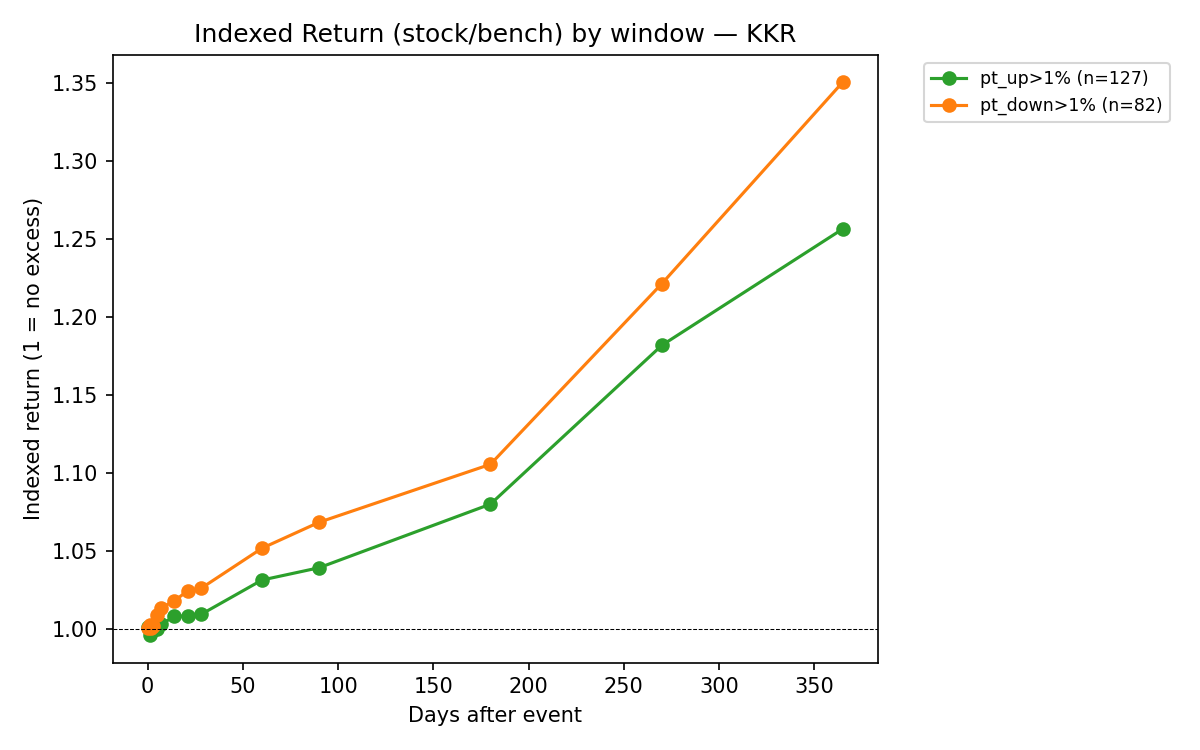 Indexed Return (stock/bench) by window — KKR
pt_up>1% (n=127)
pt_down>1% (n=82)
Indexed return (1 = no excess)
1.35
1.30
1.25
1.20
1.15
1.10
1.05
1.00
0 50 100 150 200 250 300 350
Days after event